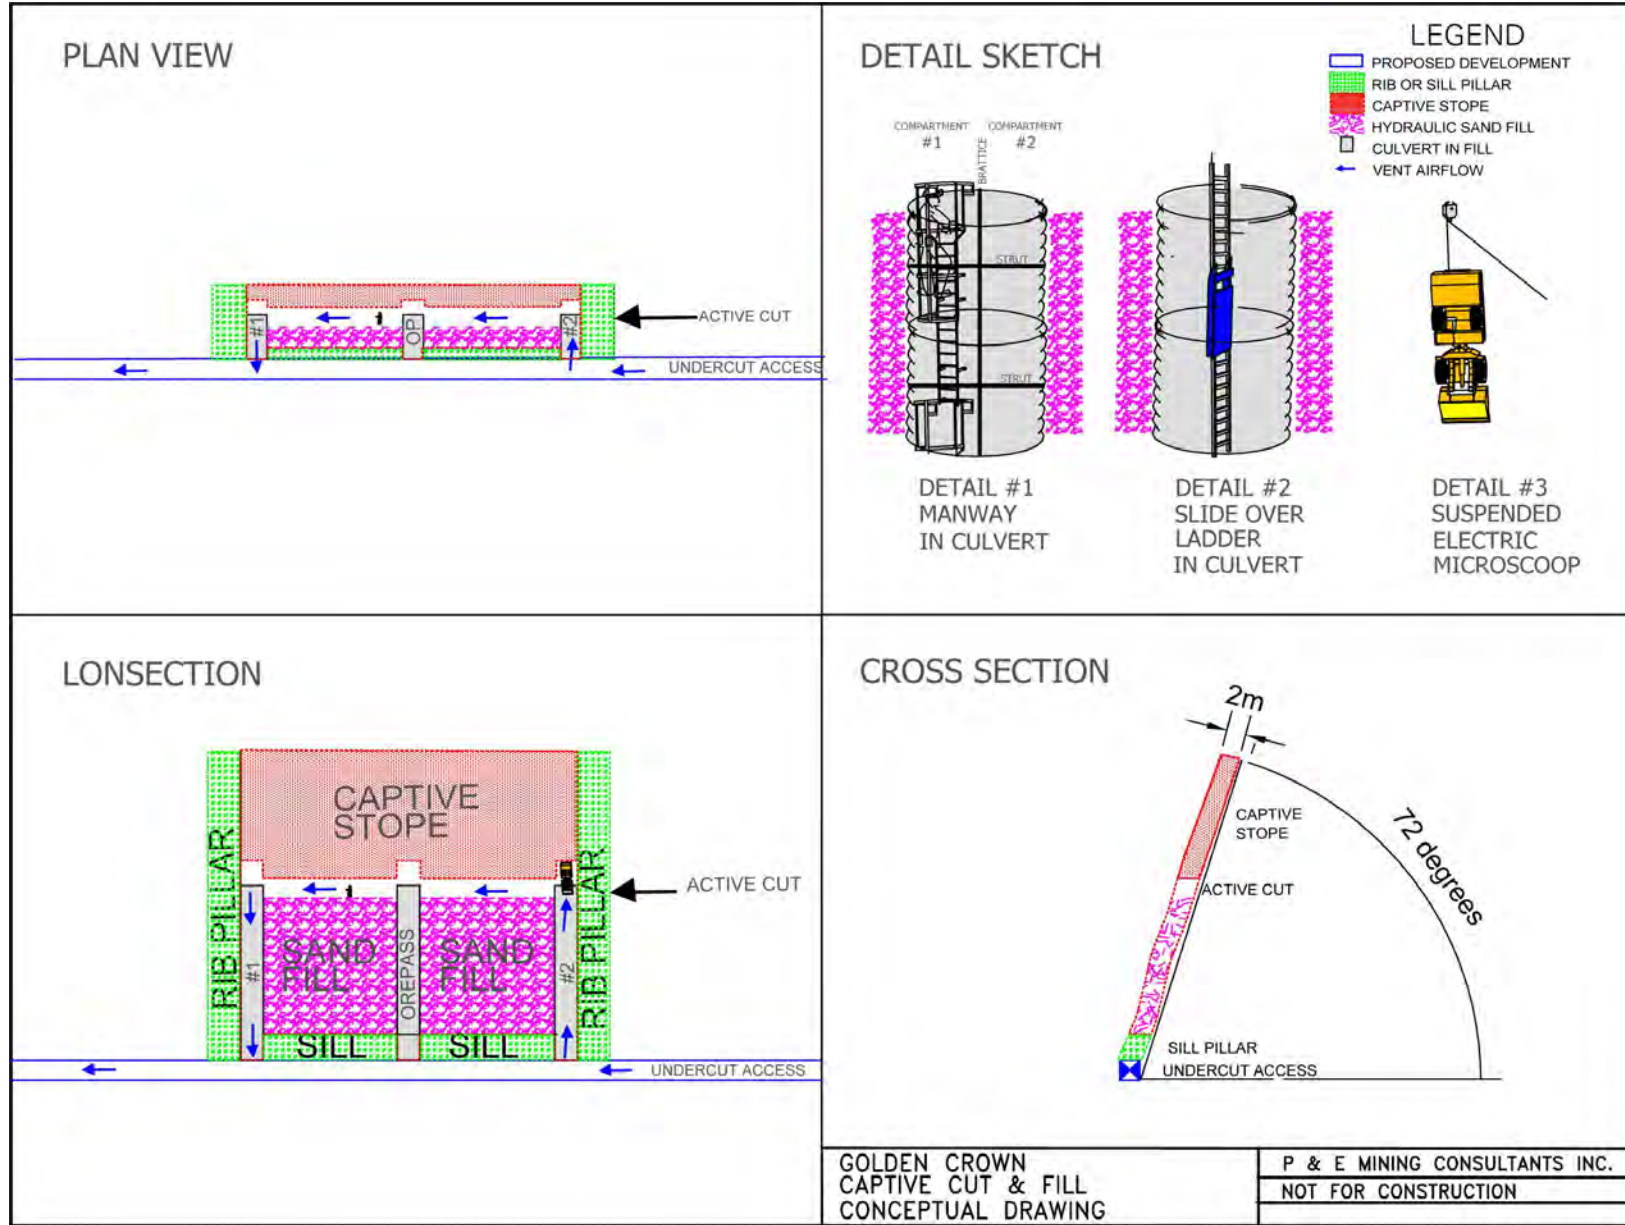 PLAN VIEW
#1
OP
#2
ACTIVE CUT
UNDERCUT ACCESS
DETAIL SKETCH
LEGEND
PROPOSED DEVELOPMENT
RIB OR SILL PILLAR
CAPTIVE STOPE
HYDRAULIC SAND FILL
CULVERT IN FILL
VENT AIRFLOW
COMPARTMENT
#1
BRATTICE
COMPARTMENT
#2
STRUT
STRUT
DETAIL #1
MANWAY
IN CULVERT
DETAIL #2
SLIDE OVER
LADDER
IN CULVERT
DETAIL #3
SUSPENDED
ELECTRIC
MICROSCOOP
LONSECTION
CAPTIVE
STOPE
RIB PILLAR
RIB PILLAR
ACTIVE CUT
#1
SAND
FILL
OREPASS
SAND
FILL
#2
SILL
SILL
UNDERCUT ACCESS
CROSS SECTION
2m
CAPTIVE
STOPE
72 degrees
ACTIVE CUT
SILL PILLAR
UNDERCUT ACCESS
GOLDEN CROWN
CAPTIVE CUT & FILL
CONCEPTUAL DRAWING
P & E MINING CONSULTANTS INC.
NOT FOR CONSTRUCTION